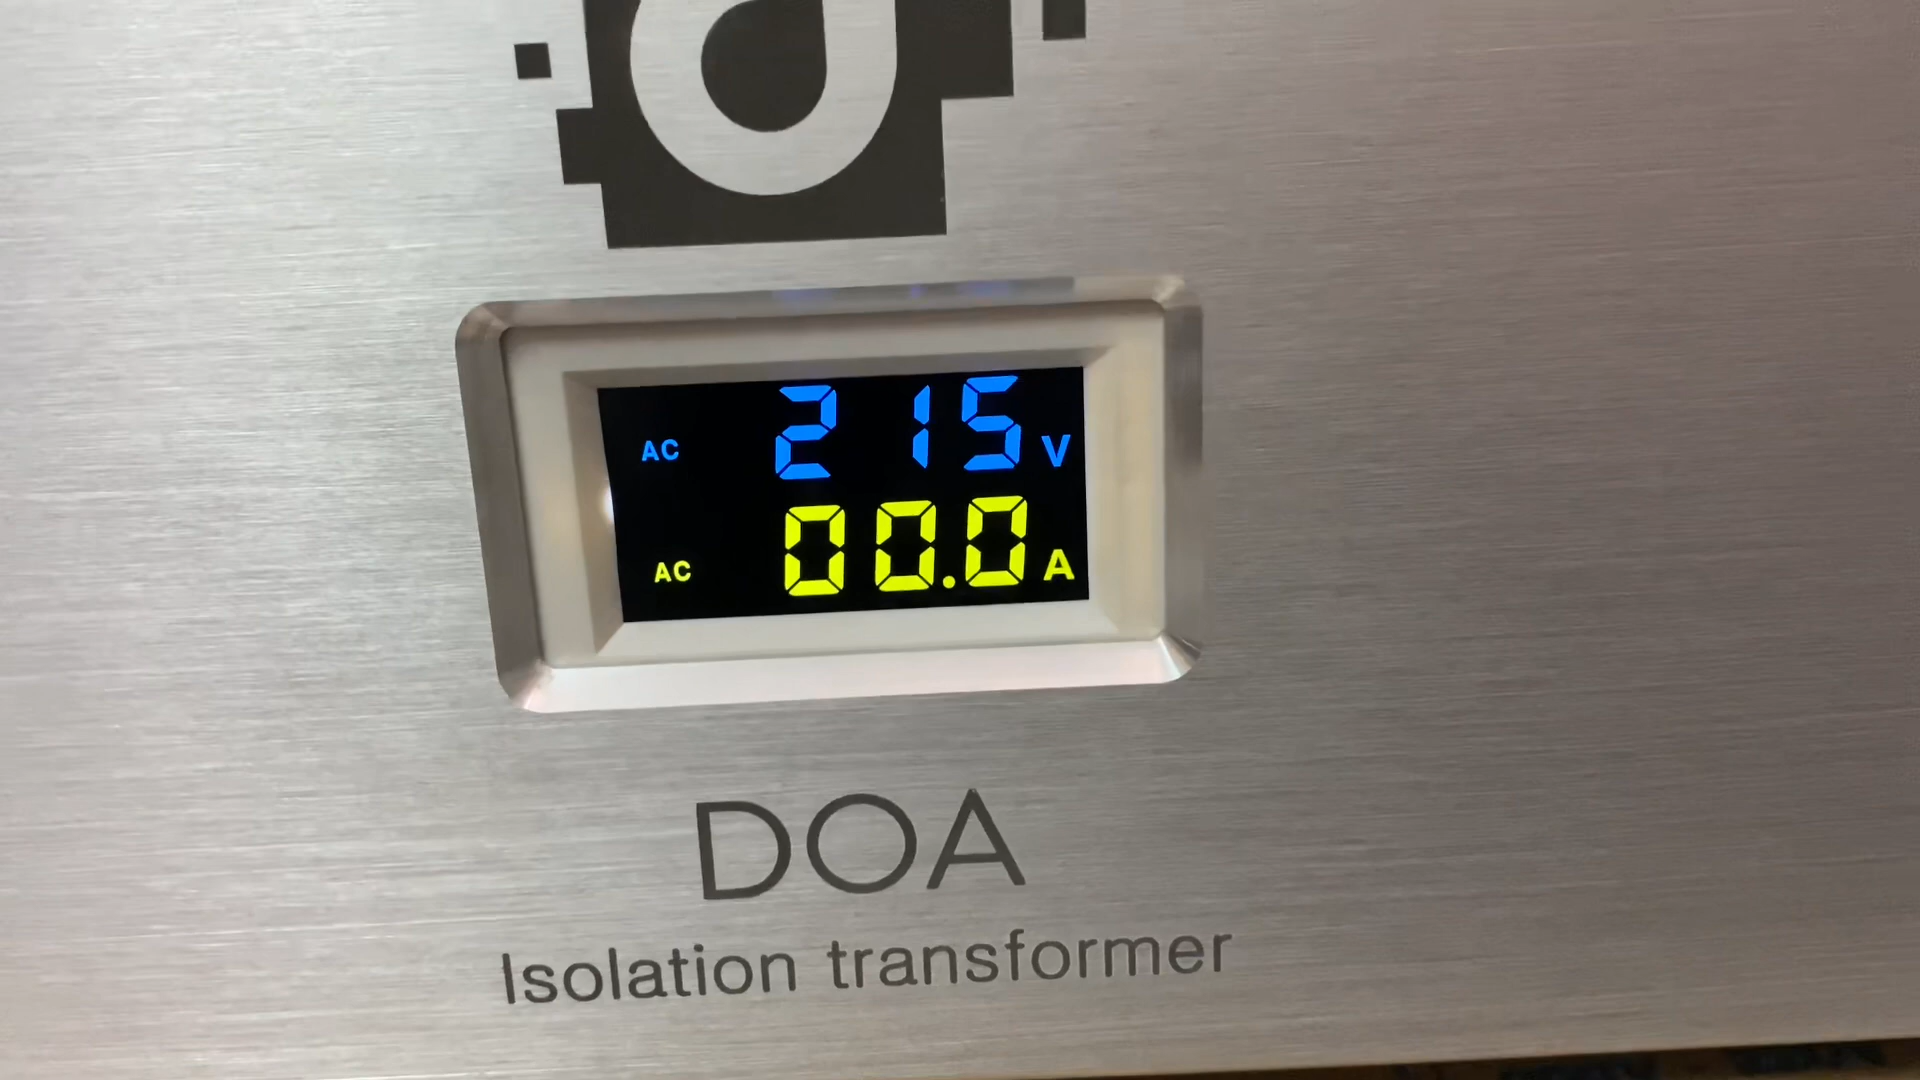 AC 215 V
AC 00.0 A
DOA
Isolation transformer